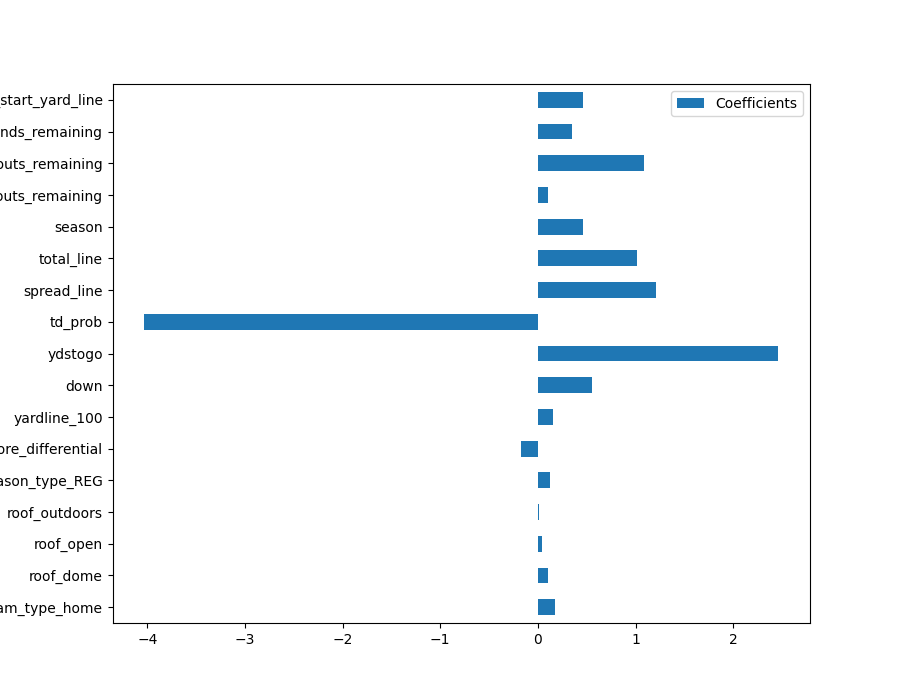 _start_yard_line
nds_remaining
outs_remaining
outs_remaining
season
total_line
spread_line
td_prob
ydstogo
down
yardline_100
ore_differential
ason_type_REG
roof_outdoors
roof_open
roof_dome
am_type_home
Coefficients
−4 −3 −2 −1 0 1 2